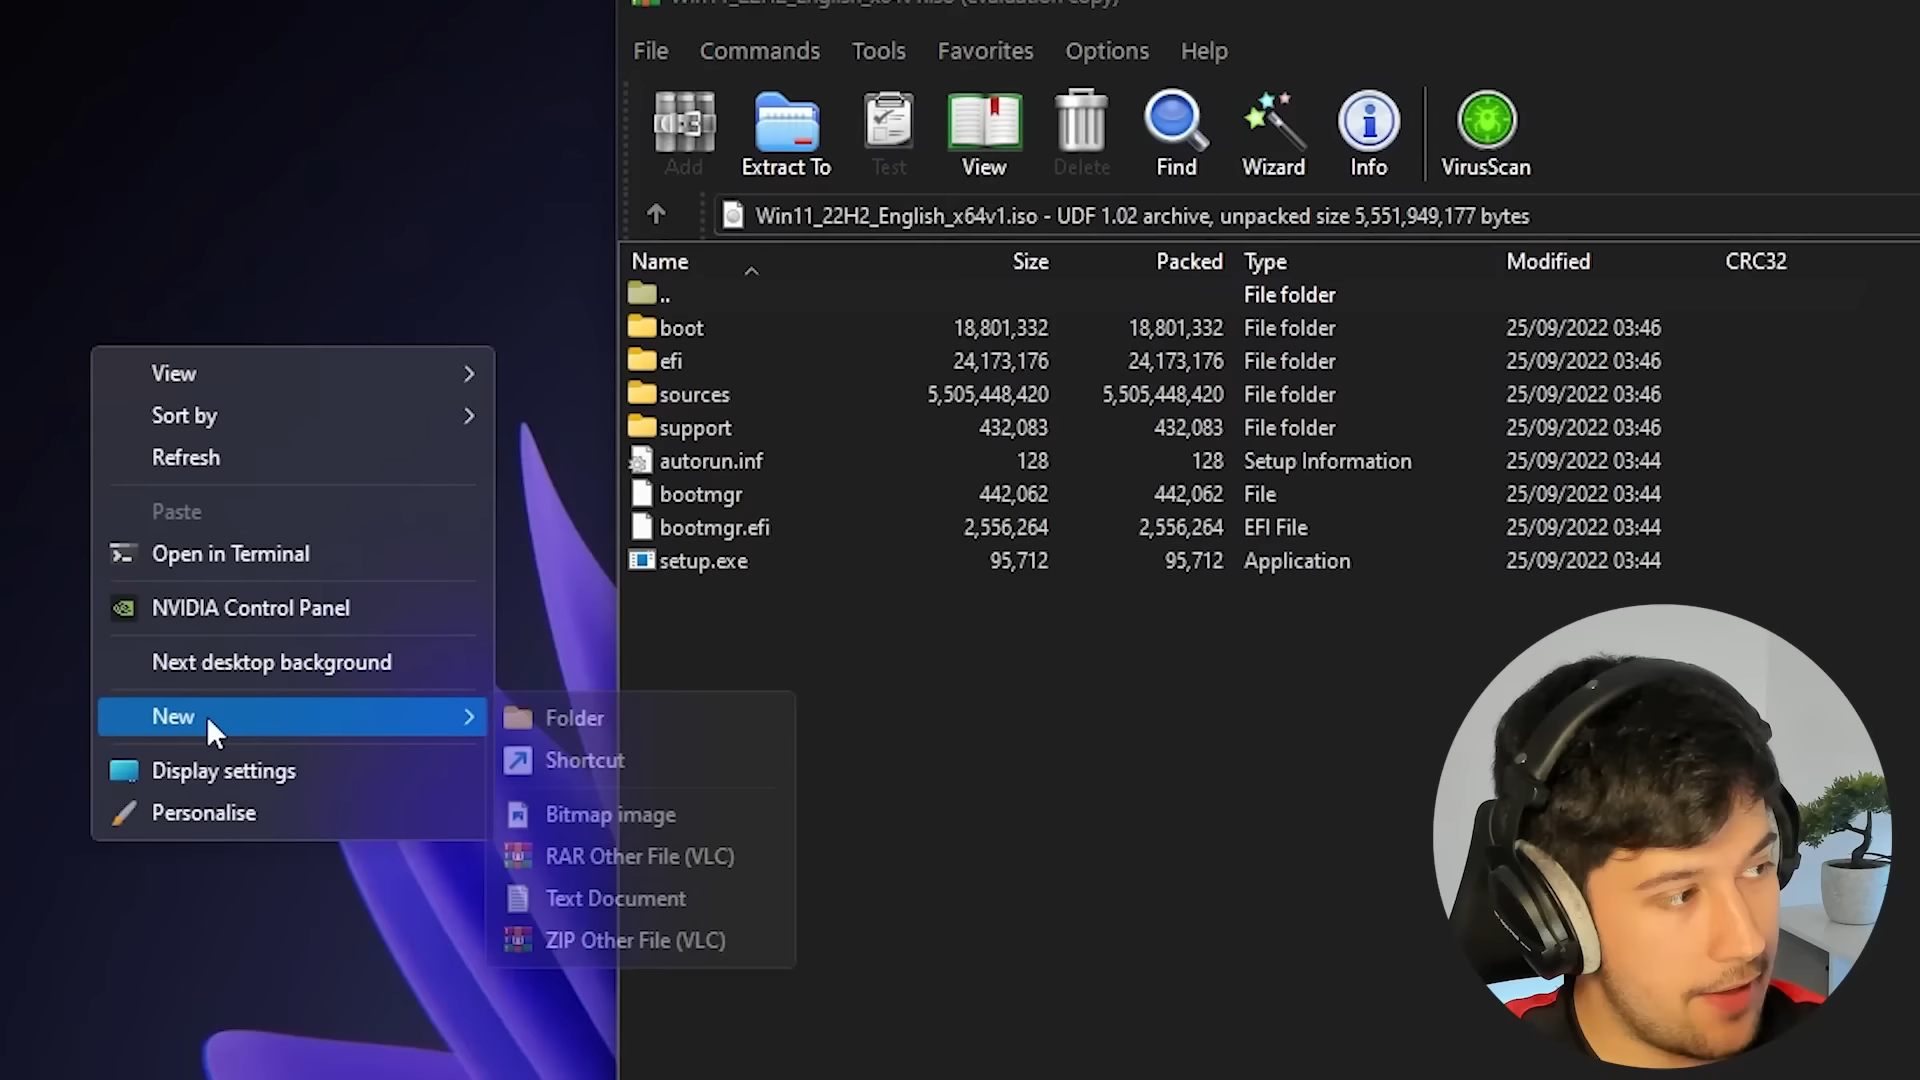 Win11_22H2_English_x64v1.iso (evaluation copy)
File Commands Tools Favorites Options Help
Add Extract To Test View Delete Find Wizard Info VirusScan
Win11_22H2_English_x64v1.iso - UDF 1.02 archive, unpacked size 5,551,949,177 bytes
Name Size Packed Type Modified CRC32
.. File folder
boot 18,801,332 18,801,332 File folder 25/09/2022 03:46
efi 24,173,176 24,173,176 File folder 25/09/2022 03:46
sources 5,505,448,420 5,505,448,420 File folder 25/09/2022 03:46
support 432,083 432,083 File folder 25/09/2022 03:46
autorun.inf 128 128 Setup Information 25/09/2022 03:44
bootmgr 442,062 442,062 File 25/09/2022 03:44
bootmgr.efi 2,556,264 2,556,264 EFI File 25/09/2022 03:44
setup.exe 95,712 95,712 Application 25/09/2022 03:44
View
Sort by
Refresh
Paste
Open in Terminal
NVIDIA Control Panel
Next desktop background
New
Display settings
Personalise
Folder
Shortcut
Bitmap image
RAR Other File (VLC)
Text Document
ZIP Other File (VLC)